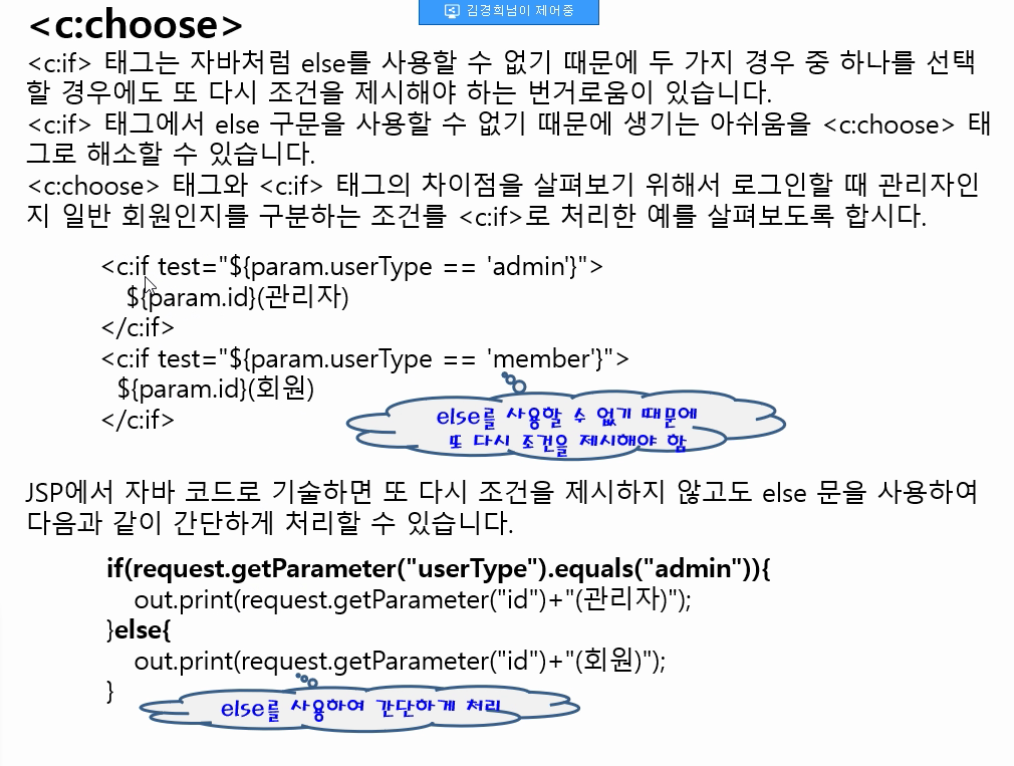 김경희님이 제어중
<c:choose>
<c:if> 태그는 자바처럼 else를 사용할 수 없기 때문에 두 가지 경우 중 하나를 선택
할 경우에도 또 다시 조건을 제시해야 하는 번거로움이 있습니다.
<c:if> 태그에서 else 구문을 사용할 수 없기 때문에 생기는 아쉬움을 <c:choose> 태
그로 해소할 수 있습니다.
<c:choose> 태그와 <c:if> 태그의 차이점을 살펴보기 위해서 로그인할 때 관리자인
지 일반 회원인지를 구분하는 조건를 <c:if>로 처리한 예를 살펴보도록 합시다.
<c:if test="${param.userType == 'admin'}">
${param.id}(관리자)
</c:if>
<c:if test="${param.userType == 'member'}">
${param.id}(회원)
</c:if>
else를 사용할 수 없기 때문에
또 다시 조건을 제시해야 함
JSP에서 자바 코드로 기술하면 또 다시 조건을 제시하지 않고도 else 문을 사용하여
다음과 같이 간단하게 처리할 수 있습니다.
if(request.getParameter("userType").equals("admin")){
out.print(request.getParameter("id")+"(관리자)");
}else{
out.print(request.getParameter("id")+"(회원)");
}
else를 사용하여 간단하게 처리